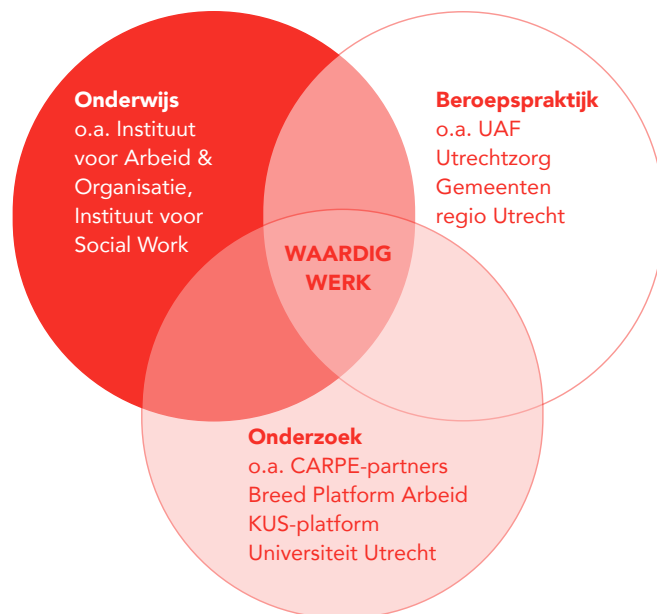 Onderwijs
o.a. Instituut
voor Arbeid &
Organisatie,
Instituut voor
Social Work
Beroepspraktijk
o.a. UAF
Utrechtzorg
Gemeenten
regio Utrecht
WAARDIG
WERK
Onderzoek
o.a. CARPE-partners
Breed Platform Arbeid
KUS-platform
Universiteit Utrecht